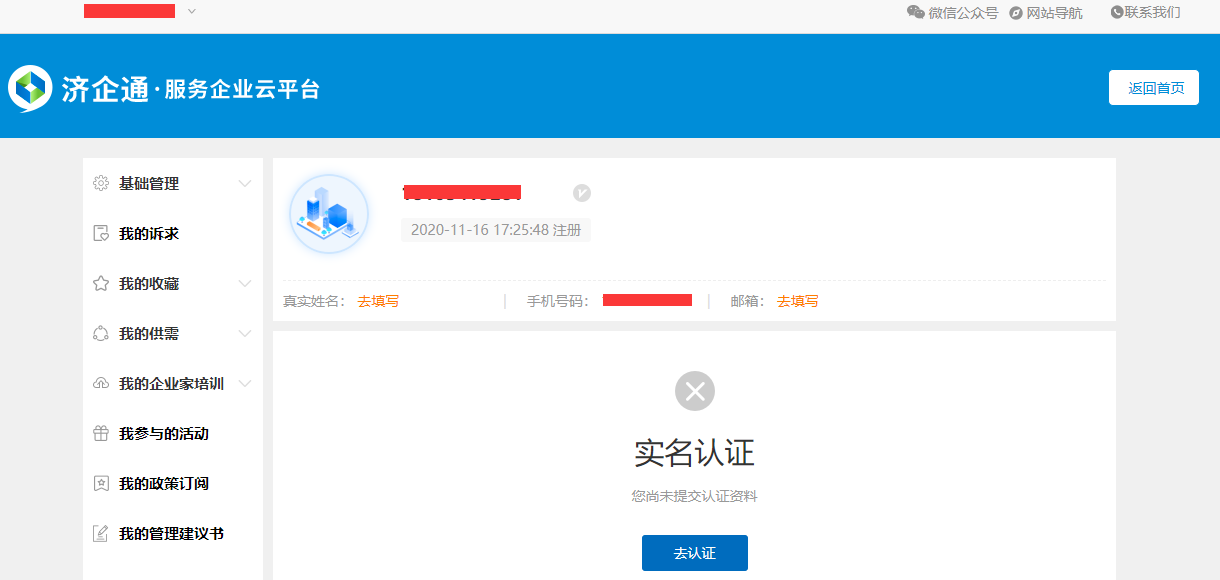 微信公众号 网站导航 联系我们
济企通·服务企业云平台
返回首页
基础管理
我的诉求
我的收藏
我的供需
我的企业家培训
我参与的活动
我的政策订阅
我的管理建议书
2020-11-16 17:25:48 注册
真实姓名： 去填写 手机号码： 邮箱： 去填写
实名认证
您尚未提交认证资料
去认证